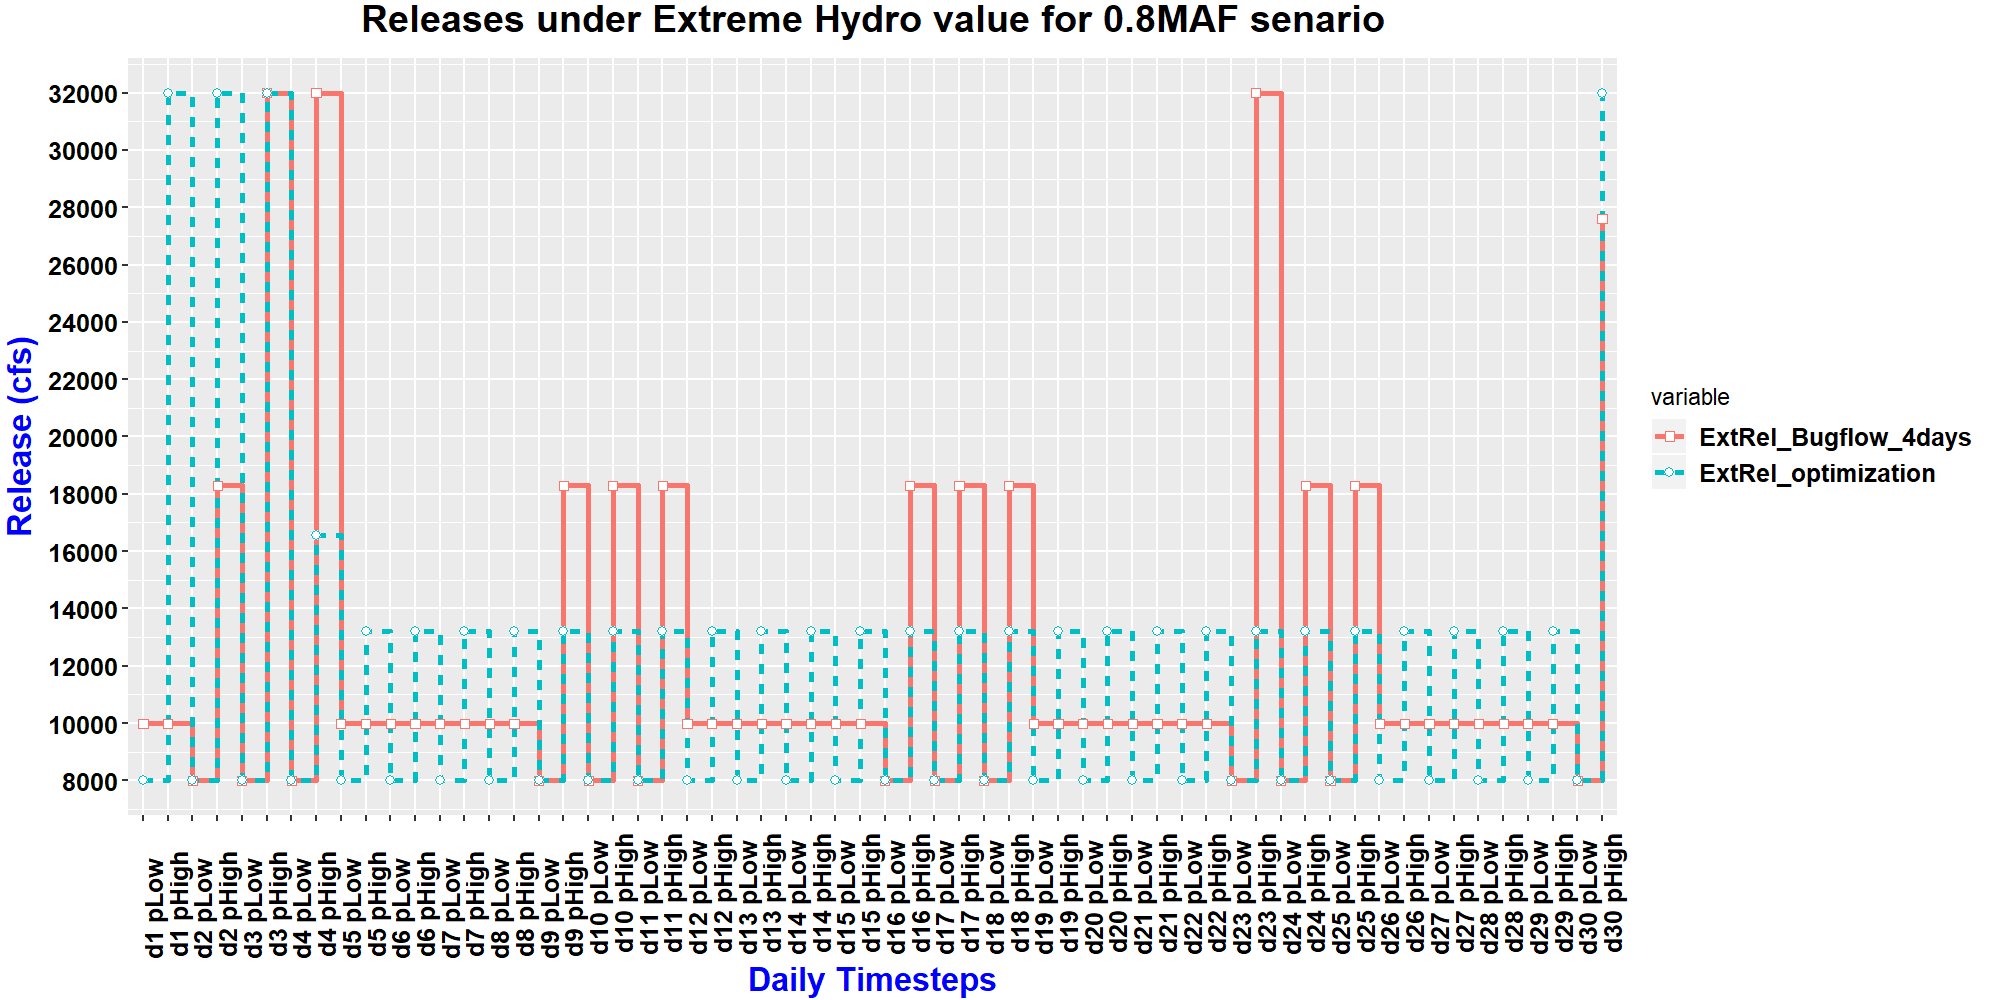 Releases under Extreme Hydro value for 0.8MAF senario
Release (cfs)
32000
30000
28000
26000
24000
22000
20000
18000
16000
14000
12000
10000
8000
d1 pLow
d1 pHigh
d2 pLow
d2 pHigh
d3 pLow
d3 pHigh
d4 pLow
d4 pHigh
d5 pLow
d5 pHigh
d6 pLow
d6 pHigh
d7 pLow
d7 pHigh
d8 pLow
d8 pHigh
d9 pLow
d9 pHigh
d10 pLow
d10 pHigh
d11 pLow
d11 pHigh
d12 pLow
d12 pHigh
d13 pLow
d13 pHigh
d14 pLow
d14 pHigh
d15 pLow
d15 pHigh
d16 pLow
d16 pHigh
d17 pLow
d17 pHigh
d18 pLow
d18 pHigh
d19 pLow
d19 pHigh
d20 pLow
d20 pHigh
d21 pLow
d21 pHigh
d22 pLow
d22 pHigh
d23 pLow
d23 pHigh
d24 pLow
d24 pHigh
d25 pLow
d25 pHigh
d26 pLow
d26 pHigh
d27 pLow
d27 pHigh
d28 pLow
d28 pHigh
d29 pLow
d29 pHigh
d30 pLow
d30 pHigh
Daily Timesteps
variable
ExtRel_Bugflow_4days
ExtRel_optimization